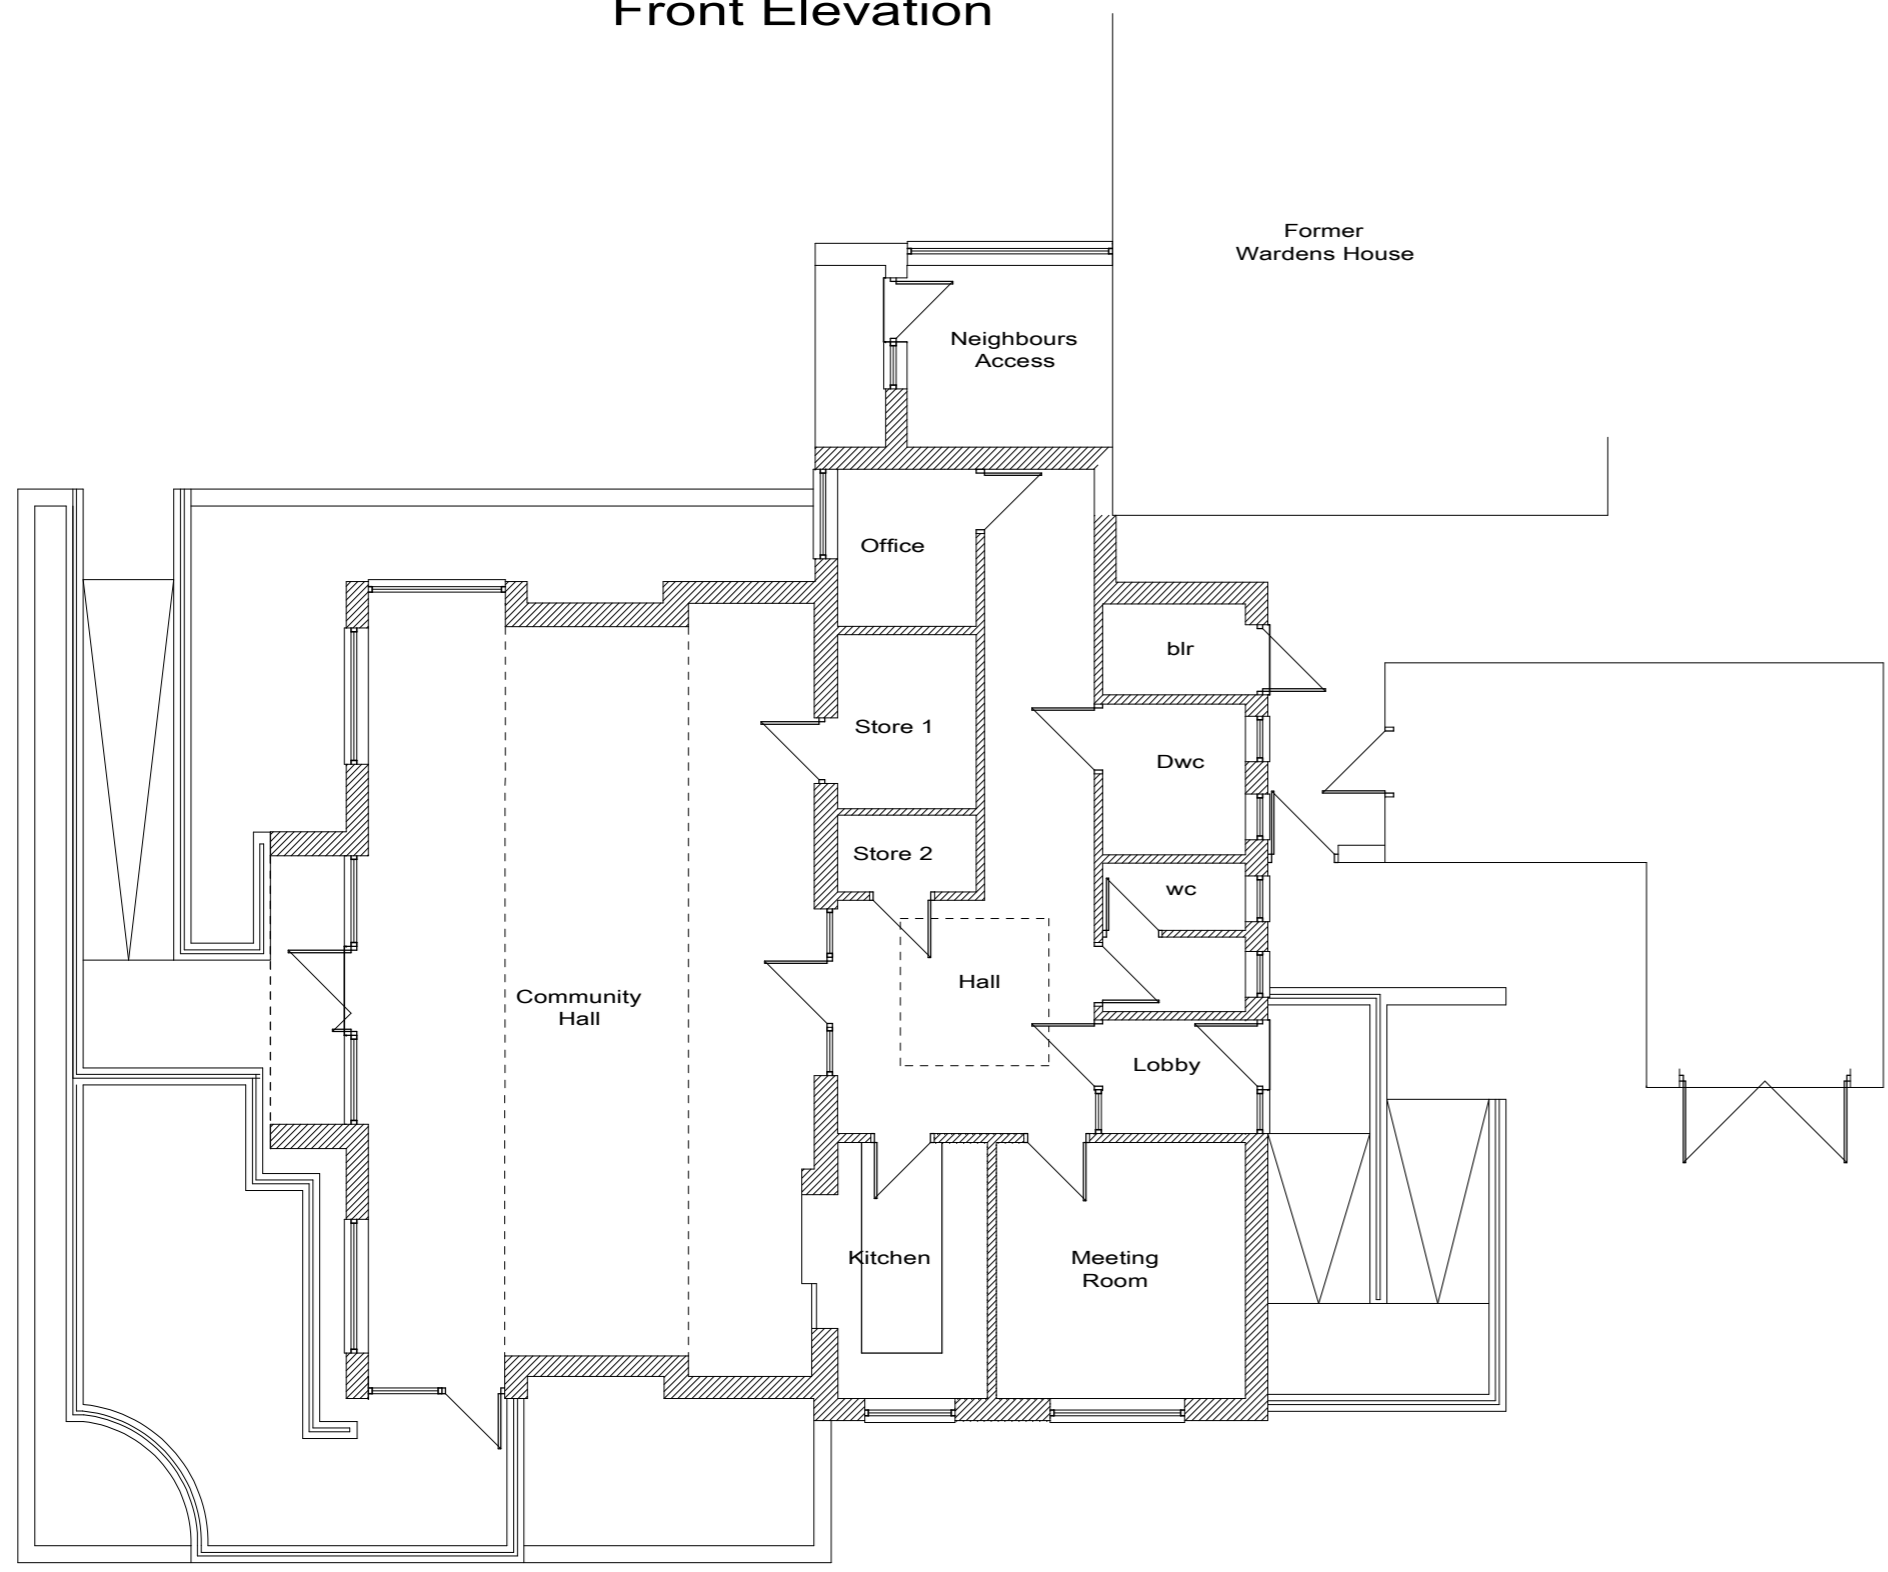 Front Elevation
Former
Wardens House
Neighbours
Access
Office
blr
Store 1
Dwc
Store 2
wc
Hall
Community
Hall
Lobby
Kitchen
Meeting
Room